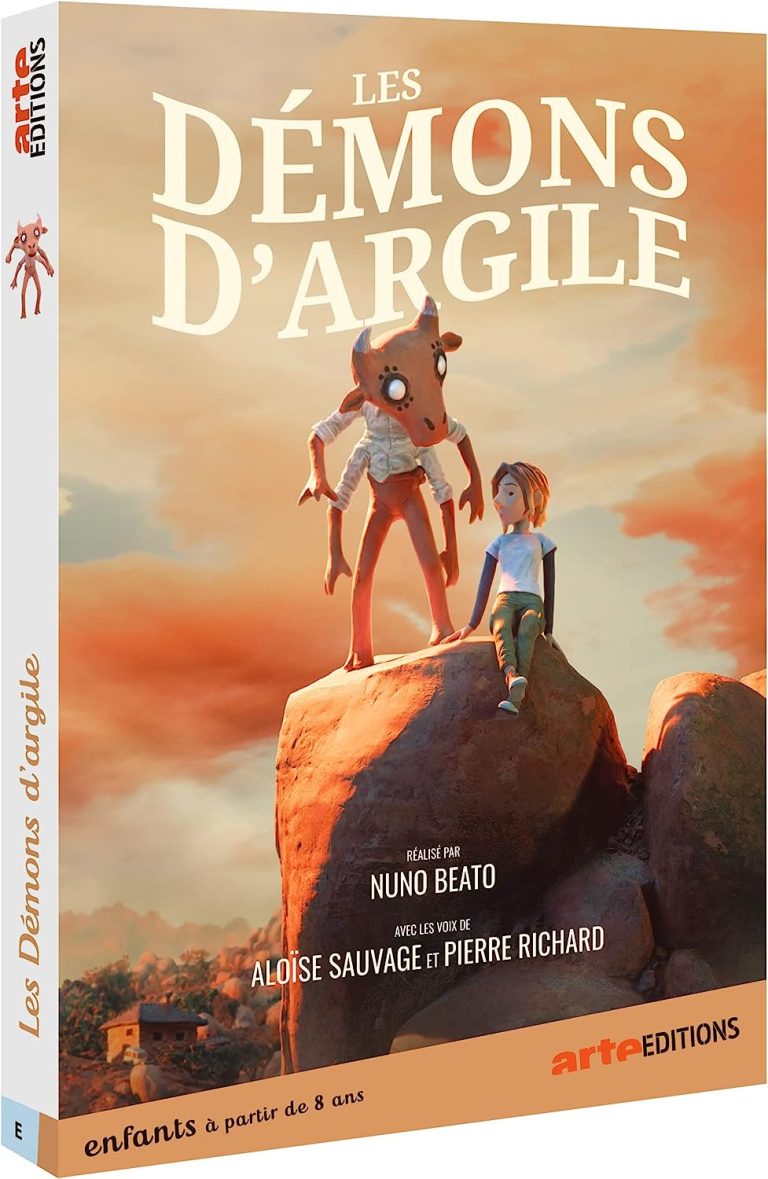 arte
EDITIONS
Les Démons d'argile
E
LES
DÉMONS
D'ARGILE
RÉALISÉ PAR
NUNO BEATO
AVEC LES VOIX DE
ALOÏSE SAUVAGE ET PIERRE RICHARD
arteEDITIONS
enfants à partir de 8 ans